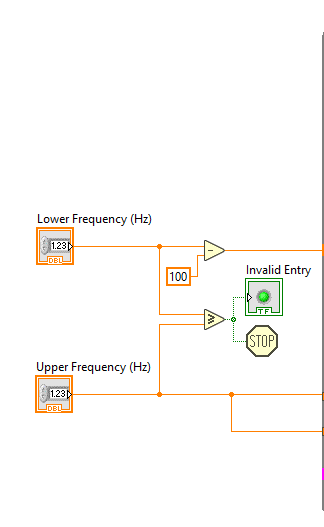 Lower Frequency (Hz)
1.23
DBL
100
Invalid Entry
TF
STOP
Upper Frequency (Hz)
1.23
DBL